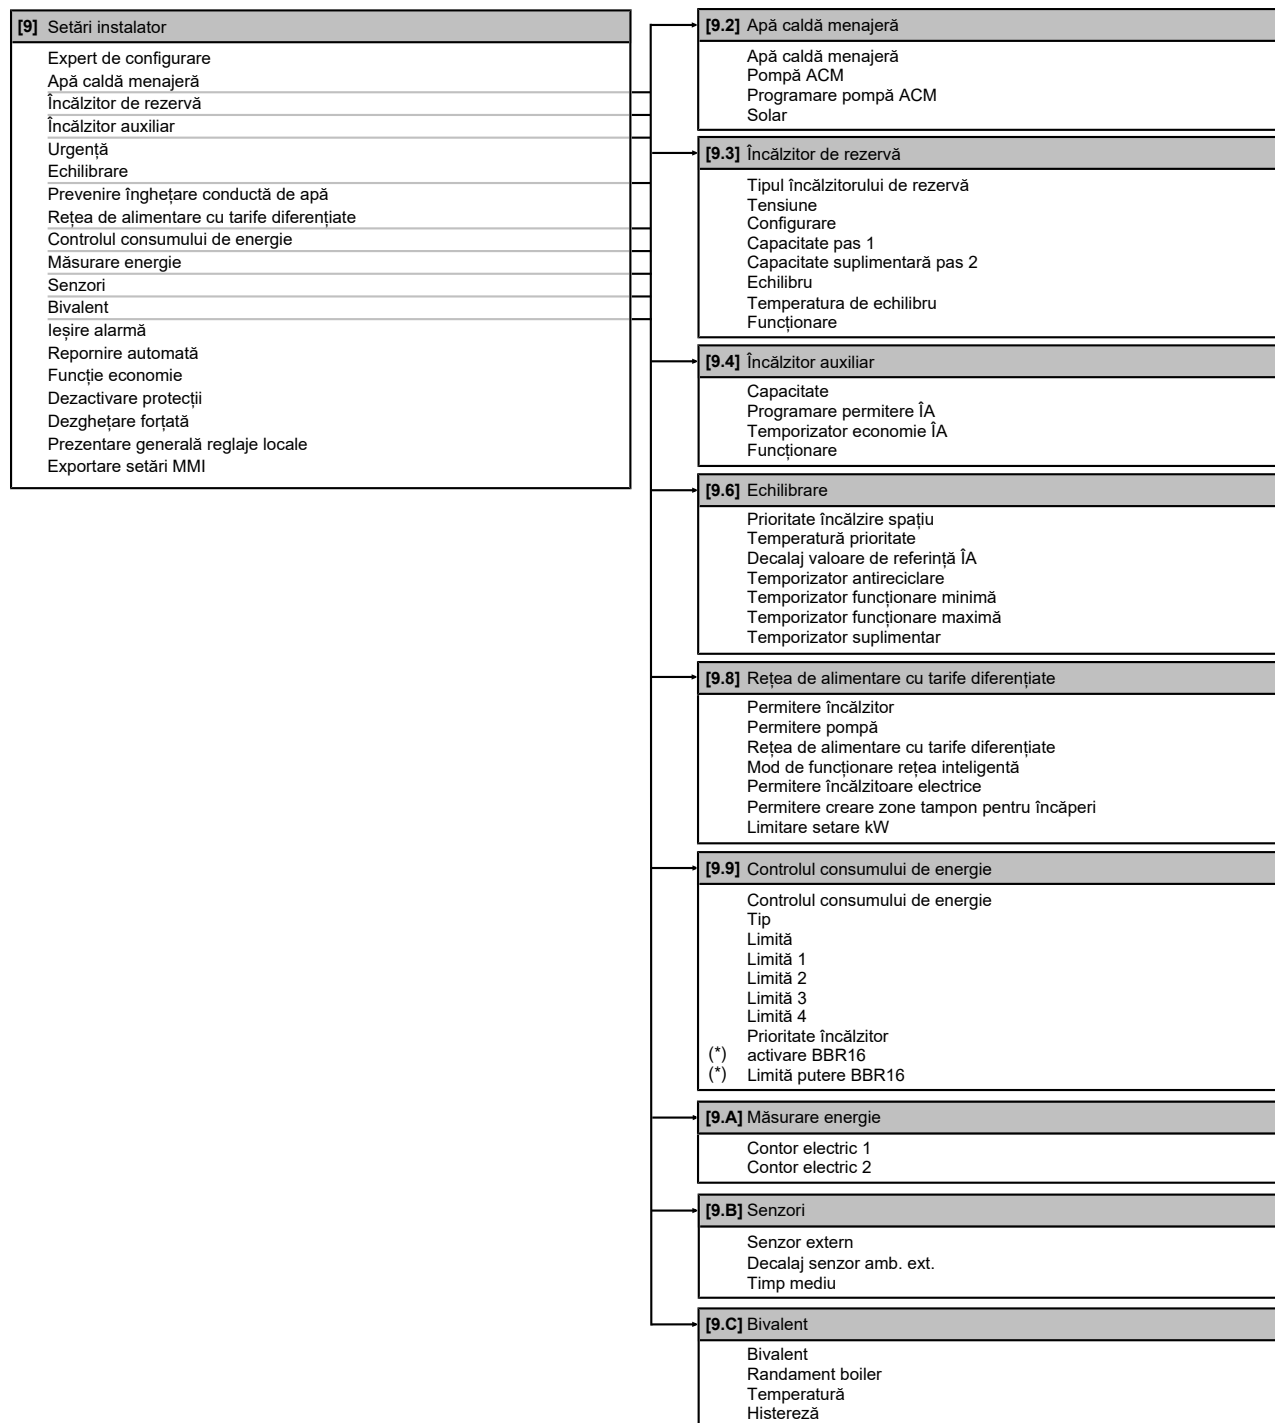 [9] Setări instalator
Expert de configurare
Apă caldă menajeră
Încălzitor de rezervă
Încălzitor auxiliar
Urgență
Echilibrare
Prevenire înghețare conductă de apă
Rețea de alimentare cu tarife diferențiate
Controlul consumului de energie
Măsurare energie
Senzori
Bivalent
Ieșire alarmă
Repornire automată
Funcție economie
Dezactivare protecții
Dezghețare forțată
Prezentare generală reglaje locale
Exportare setări MMI
[9.2] Apă caldă menajeră
Apă caldă menajeră
Pompă ACM
Programare pompă ACM
Solar
[9.3] Încălzitor de rezervă
Tipul încălzitorului de rezervă
Tensiune
Configurare
Capacitate pas 1
Capacitate suplimentară pas 2
Echilibru
Temperatura de echilibru
Funcționare
[9.4] Încălzitor auxiliar
Capacitate
Programare permitere ÎA
Temporizator economie ÎA
Funcționare
[9.6] Echilibrare
Prioritate încălzire spațiu
Temperatură prioritate
Decalaj valoare de referință ÎA
Temporizator antireciclare
Temporizator funcționare minimă
Temporizator funcționare maximă
Temporizator suplimentar
[9.8] Rețea de alimentare cu tarife diferențiate
Permitere încălzitor
Permitere pompă
Rețea de alimentare cu tarife diferențiate
Mod de funcționare rețea inteligentă
Permitere încălzitoare electrice
Permitere creare zone tampon pentru încăperi
Limitare setare kW
[9.9] Controlul consumului de energie
Controlul consumului de energie
Tip
Limită
Limită 1
Limită 2
Limită 3
Limită 4
Prioritate încălzitor
(*) activare BBR16
(*) Limită putere BBR16
[9.A] Măsurare energie
Contor electric 1
Contor electric 2
[9.B] Senzori
Senzor extern
Decalaj senzor amb. ext.
Timp mediu
[9.C] Bivalent
Bivalent
Randament boiler
Temperatură
Histereză